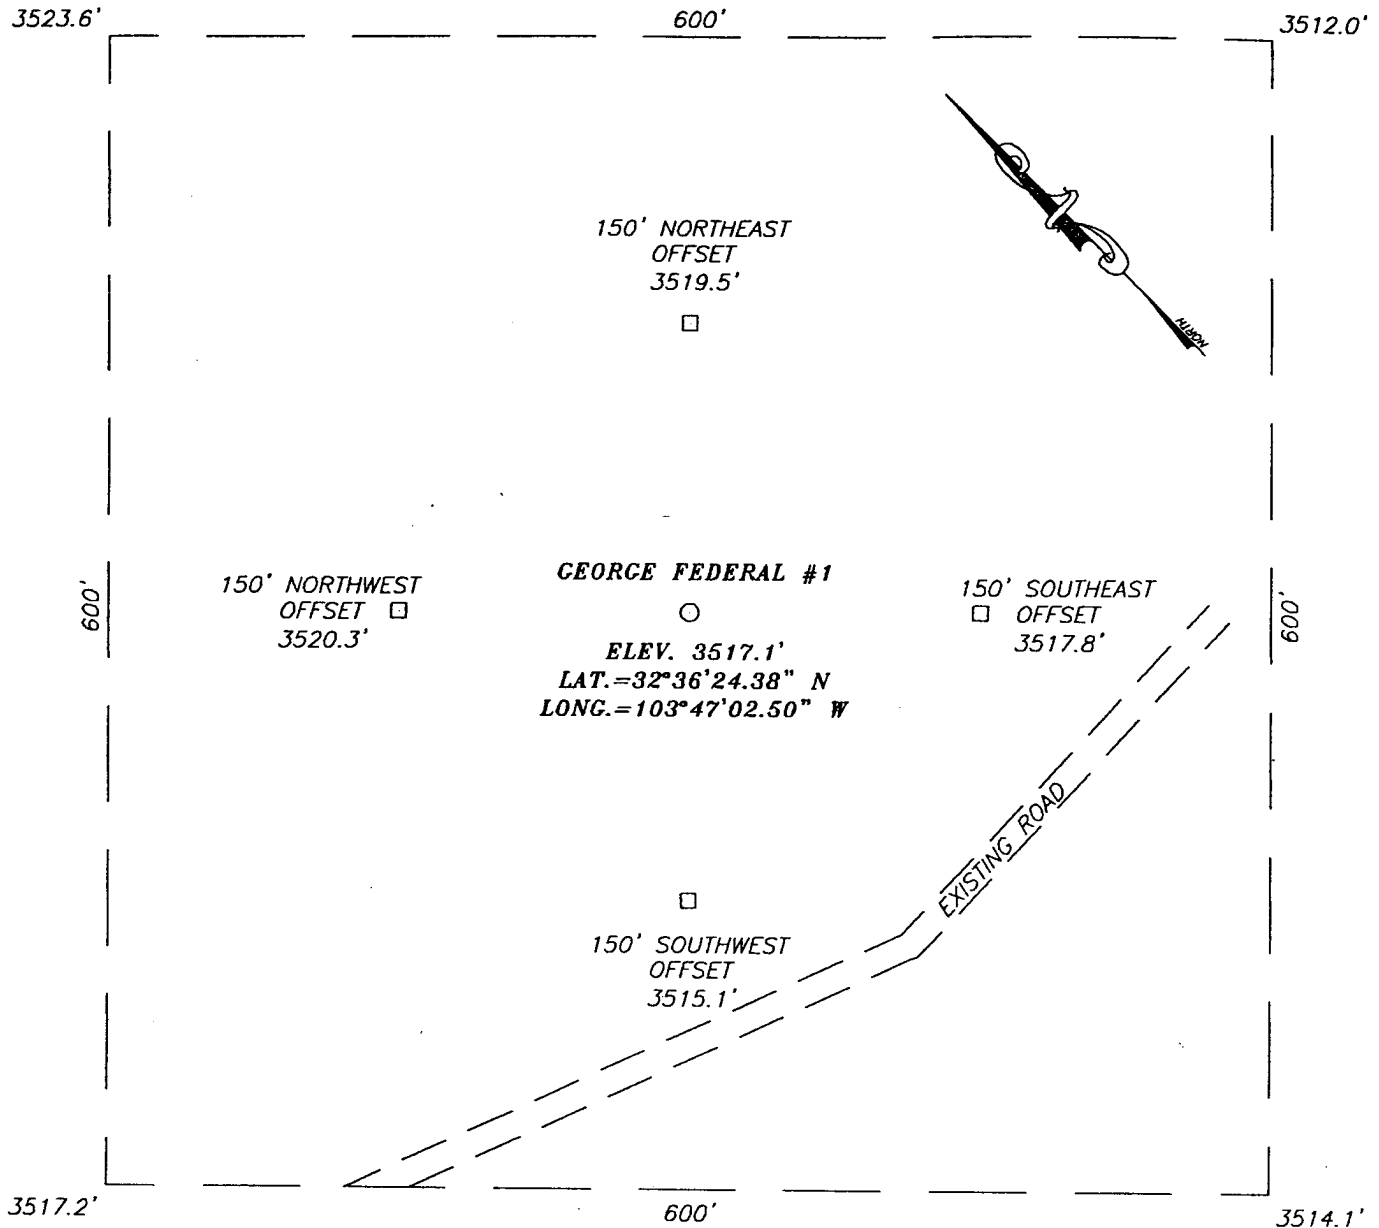 3523.6'
600'
3512.0'
NORTH
150' NORTHEAST
OFFSET
3519.5'
600'
150' NORTHWEST
OFFSET
3520.3'
GEORGE FEDERAL #1
ELEV. 3517.1'
LAT.=32°36'24.38" N
LONG.=103°47'02.50" W
150' SOUTHEAST
OFFSET
3517.8'
600'
EXISTING ROAD
150' SOUTHWEST
OFFSET
3515.1'
3517.2'
600'
3514.1'